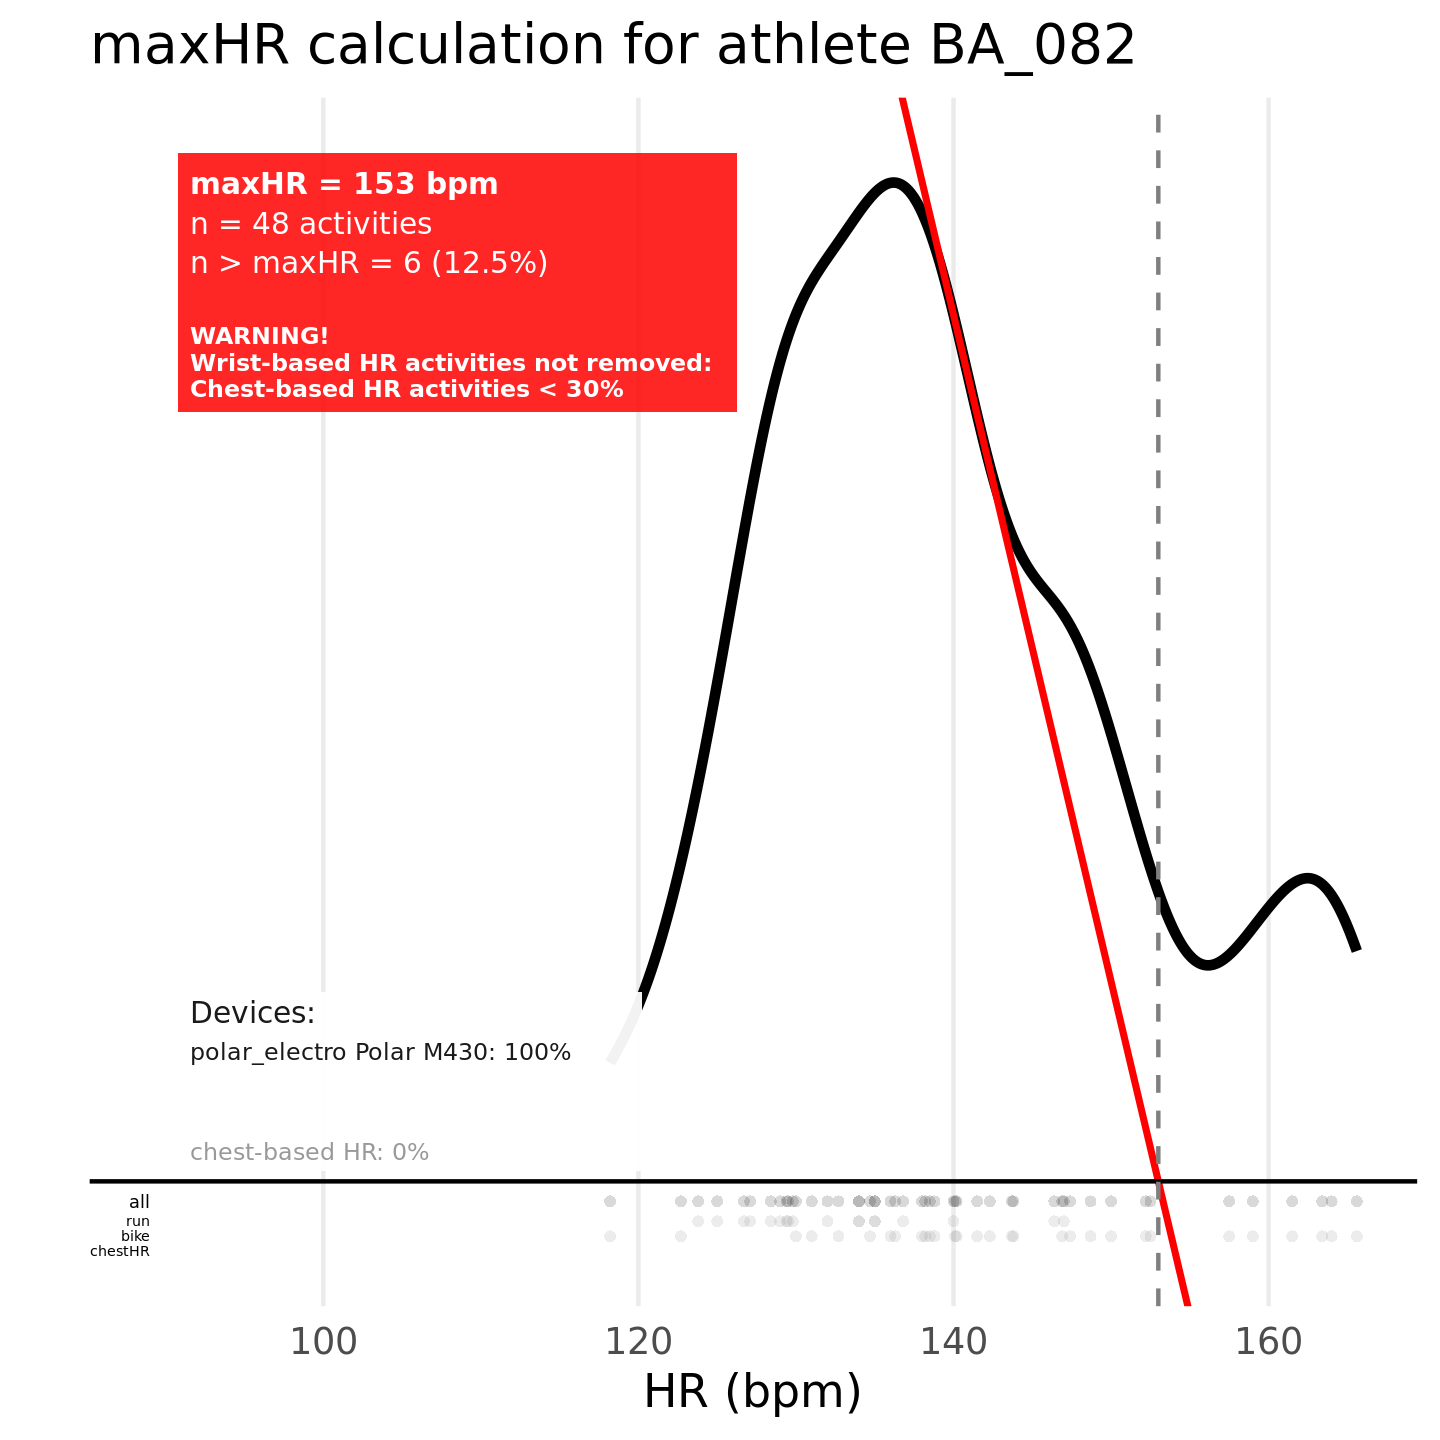 maxHR calculation for athlete BA_082
maxHR = 153 bpm
n = 48 activities
n > maxHR = 6 (12.5%)
WARNING!
Wrist-based HR activities not removed:
Chest-based HR activities < 30%
Devices:
polar_electro Polar M430: 100%
chest-based HR: 0%
all
run
bike
chestHR
100 120 140 160
HR (bpm)